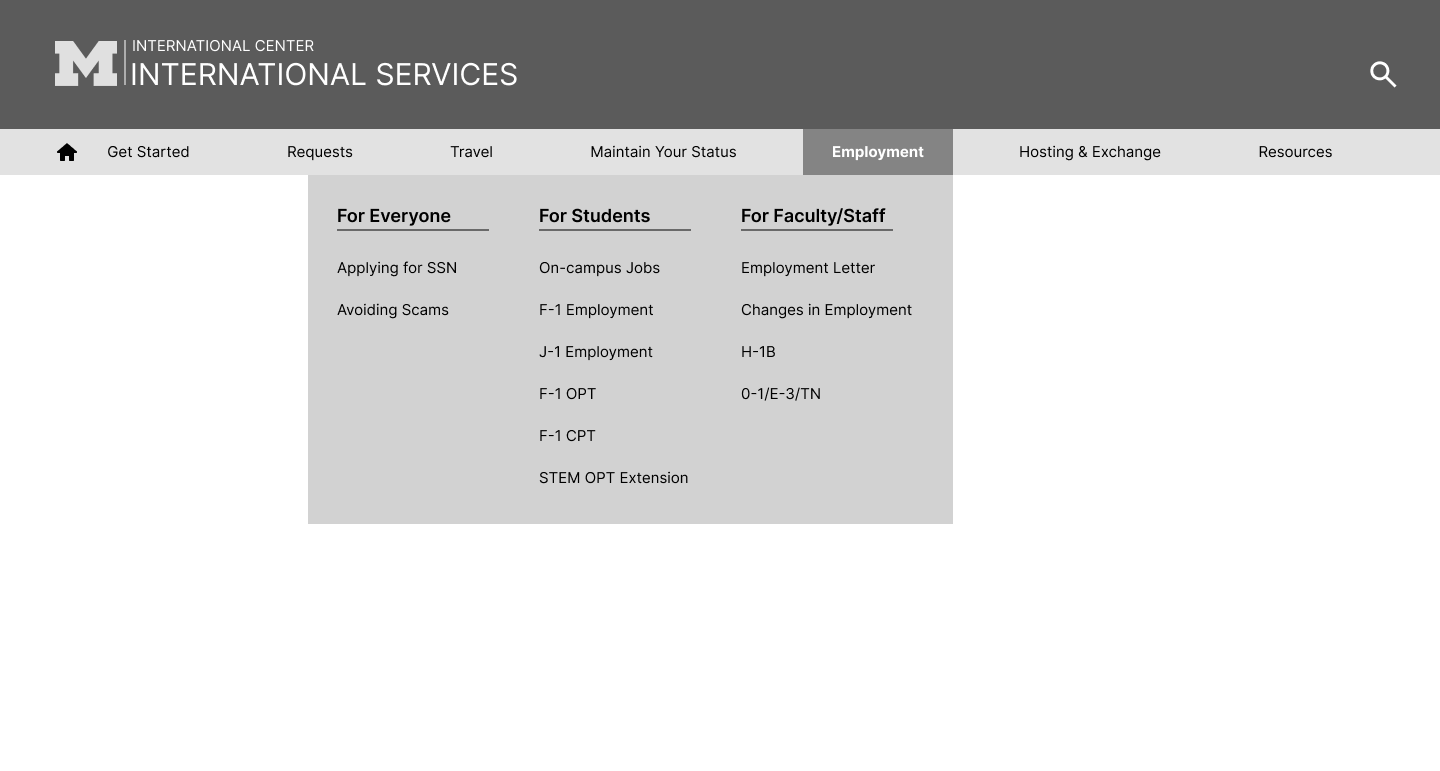 M
INTERNATIONAL CENTER
INTERNATIONAL SERVICES
Get Started
Requests
Travel
Maintain Your Status
Employment
Hosting & Exchange
Resources
For Everyone
Applying for SSN
Avoiding Scams
For Students
On-campus Jobs
F-1 Employment
J-1 Employment
F-1 OPT
F-1 CPT
STEM OPT Extension
For Faculty/Staff
Employment Letter
Changes in Employment
H-1B
0-1/E-3/TN